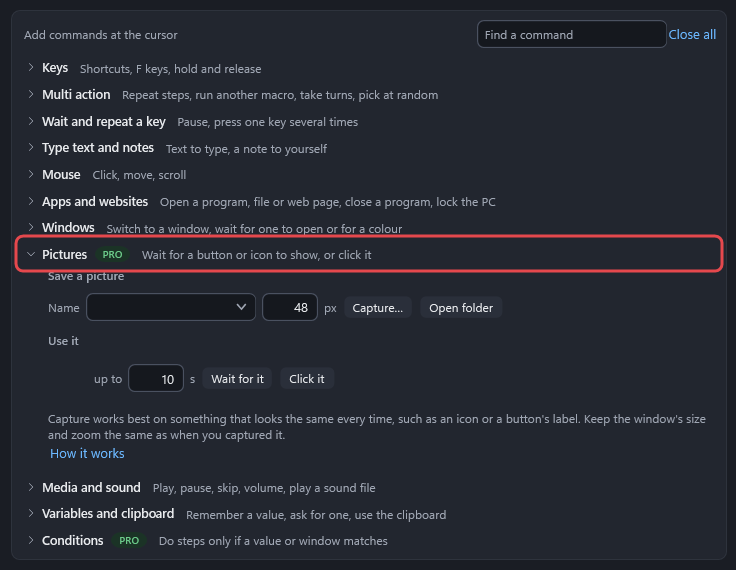 Add commands at the cursor Find a command Close all
Keys Shortcuts, F keys, hold and release
Multi action Repeat steps, run another macro, take turns, pick at random
Wait and repeat a key Pause, press one key several times
Type text and notes Text to type, a note to yourself
Mouse Click, move, scroll
Apps and websites Open a program, file or web page, close a program, lock the PC
Windows Switch to a window, wait for one to open or for a colour
Pictures PRO Wait for a button or icon to show, or click it
Save a picture
Name 48 px Capture... Open folder
Use it
up to 10 s Wait for it Click it
Capture works best on something that looks the same every time, such as an icon or a button's label. Keep the window's size
and zoom the same as when you captured it.
How it works
Media and sound Play, pause, skip, volume, play a sound file
Variables and clipboard Remember a value, ask for one, use the clipboard
Conditions PRO Do steps only if a value or window matches